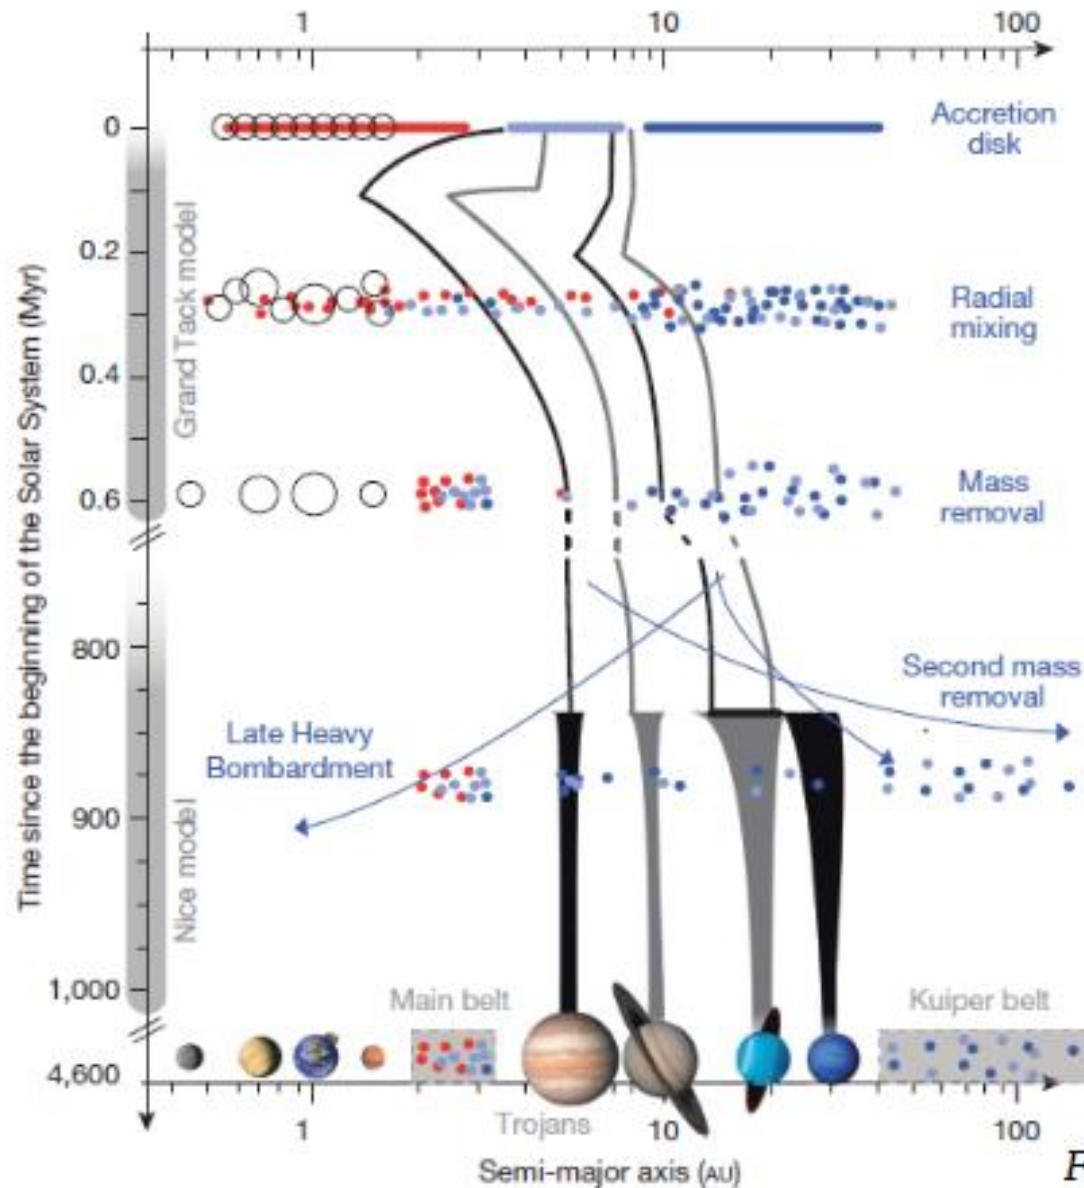 1 10 100
Time since the beginning of the Solar System (Myr)
0
0.2
0.4
0.6
800
900
1,000
4,600
Grand Tack model
Nice model
Accretion
disk
Radial
mixing
Mass
removal
Second mass
removal
Late Heavy
Bombardment
Main belt
Kuiper belt
Trojans
1 10 100
Semi-major axis (AU)
F